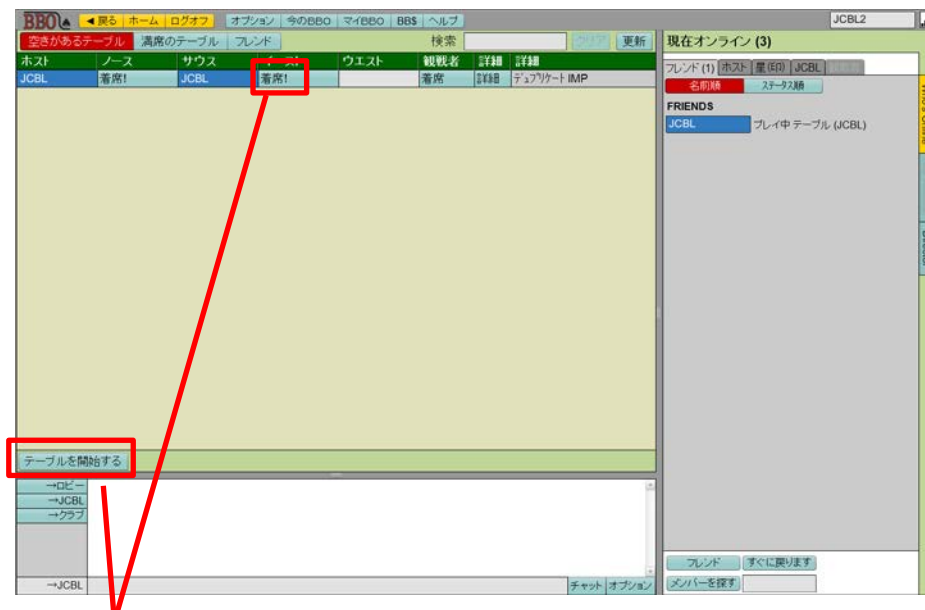 BBO ◄戻る ホーム ログオフ オプション 今のBBO マイBBO BB$ ヘルプ JCBL2
空きがあるテーブル 満席のテーブル フレンド 検索 クリア 更新 現在オンライン (3)
ホスト ノース サウス ウエスト 観戦者 詳細 詳細
JCBL 着席! JCBL 着席! 着席 詳細 デュプリケート IMP
フレンド (1) ホスト 星(印) JCBL
名前順 ステータス順
FRIENDS
JCBL プレイ中 テーブル (JCBL)
テーブルを開始する
→ロビー
→JCBL
→クラブ
→JCBL チャット オプション
フレンド すぐに戻ります
メンバーを探す